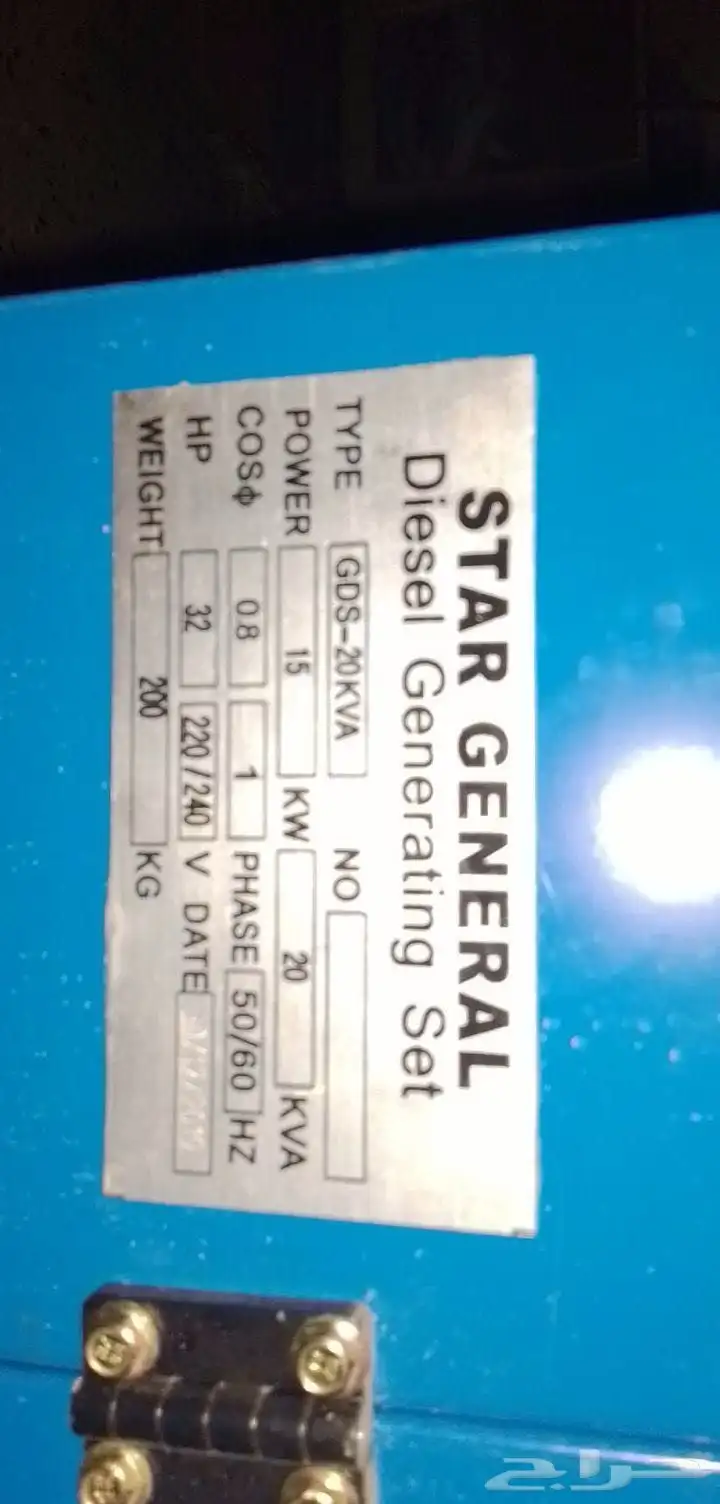 STAR GENERAL
Diesel Generating Set
TYPE GDS-20KVA NO
POWER 15 KW 20 KVA
COSΦ 0.8 1 PHASE 50/60 HZ
HP 32 220/240 V DATE
WEIGHT 200 KG
حراج